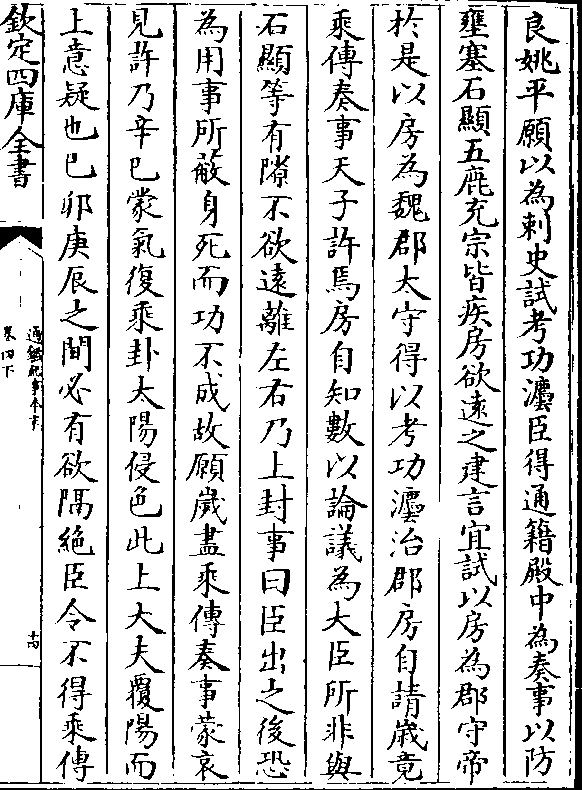 良姚平願以為刺史試考功灋臣得通籍殿中為奏事以防
壅塞石顯五鹿充宗皆疾房欲遠之建言宜試以房為郡守帝
於是以房為魏郡太守得以考功灋治郡房自請歲竟
乘傳奏事天子許焉房自知數以論議為大臣所非與
石顯等有隙不欲遠離左右乃上封事曰臣出之後恐
為用事所蔽身死而功不成故願歲盡乘傳奏事蒙哀
見許乃辛巳蒙氣復乘卦太陽侵色此上大夫覆陽而
上意疑也已卯庚辰之間必有欲隔絶臣令不得乘傳
欽定四庫全書
通鑑紀事本末
卷四下
十四